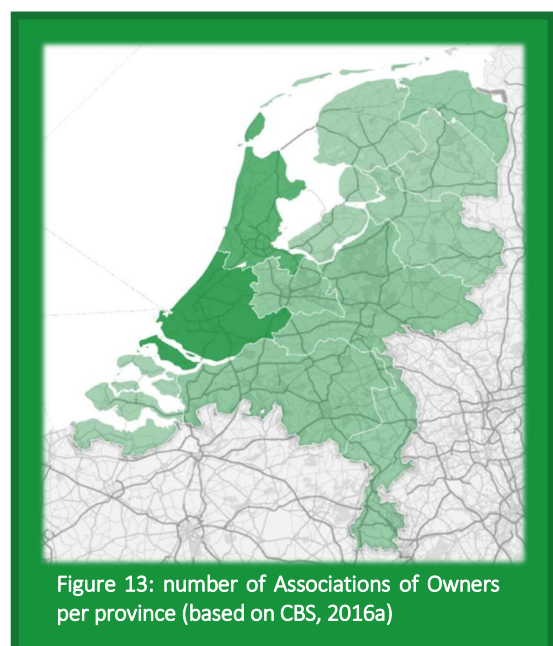 Figure 13: number of Associations of Owners
per province (based on CBS, 2016a)